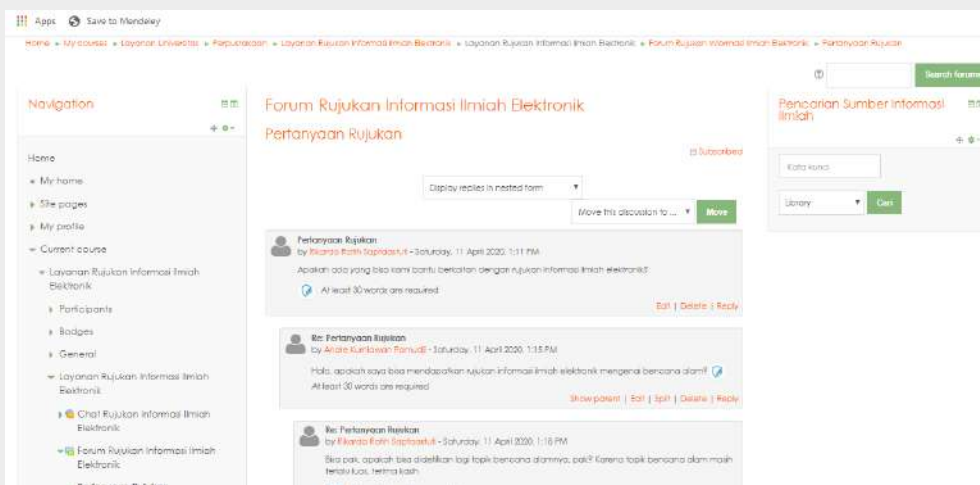 Apps Save to Mendeley
Home » My courses » Layanan Universitas » Perpustakaan » Layanan Rujukan Informasi Ilmiah Elektronik » Layanan Rujukan Informasi Ilmiah Elektronik » Forum Rujukan Informasi Ilmiah Elektronik » Pertanyaan Rujukan
Search forums
Navigation
Home
My home
Site pages
My profile
Current course
Layanan Rujukan Informasi Ilmiah
Elektronik
Participants
Badges
General
Layanan Rujukan Informasi Ilmiah
Elektronik
Chat Rujukan Informasi Ilmiah
Elektronik
Forum Rujukan Informasi Ilmiah
Elektronik
Forum Rujukan Informasi Ilmiah Elektronik
Pertanyaan Rujukan
Subscribed
Display replies in nested form
Move this discussion to ... Move
Pertanyaan Rujukan
by Rikarda Ratih Saptaastuti - Saturday, 11 April 2020, 1:11 PM
Apakah ada yang bisa kami bantu berkaitan dengan rujukan informasi ilmiah elektronik?
At least 30 words are required
Edit | Delete | Reply
Re: Pertanyaan Rujukan
by Andre Kurniawan Pamudji - Saturday, 11 April 2020, 1:15 PM
Halo, apakah saya bisa mendapatkan rujukan informasi ilmiah elektronik mengenai bencana alam?
At least 30 words are required
Show parent | Edit | Split | Delete | Reply
Re: Pertanyaan Rujukan
by Rikarda Ratih Saptaastuti - Saturday, 11 April 2020, 1:18 PM
Bisa pak, apakah bisa didetilkan lagi topik bencana alamnya, pak? Karena topik bencana alam masih
terlalu luas, terima kasih
Pencarian Sumber Informasi
Ilmiah
Kata kunci
Library Cari